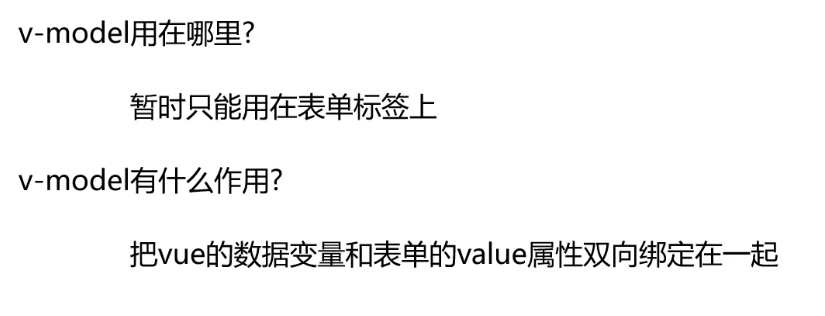 v-model用在哪里?
暂时只能用在表单标签上
v-model有什么作用?
把vue的数据变量和表单的value属性双向绑定在一起